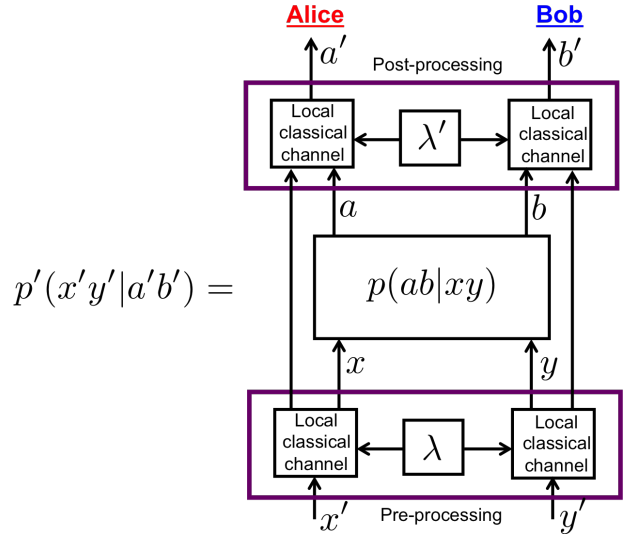 Alice Bob
a′ b′
Post-processing
Local classical channel
λ′
Local classical channel
a b
p′(x′y′|a′b′) =
p(ab|xy)
x y
Local classical channel
λ
Local classical channel
x′ y′
Pre-processing